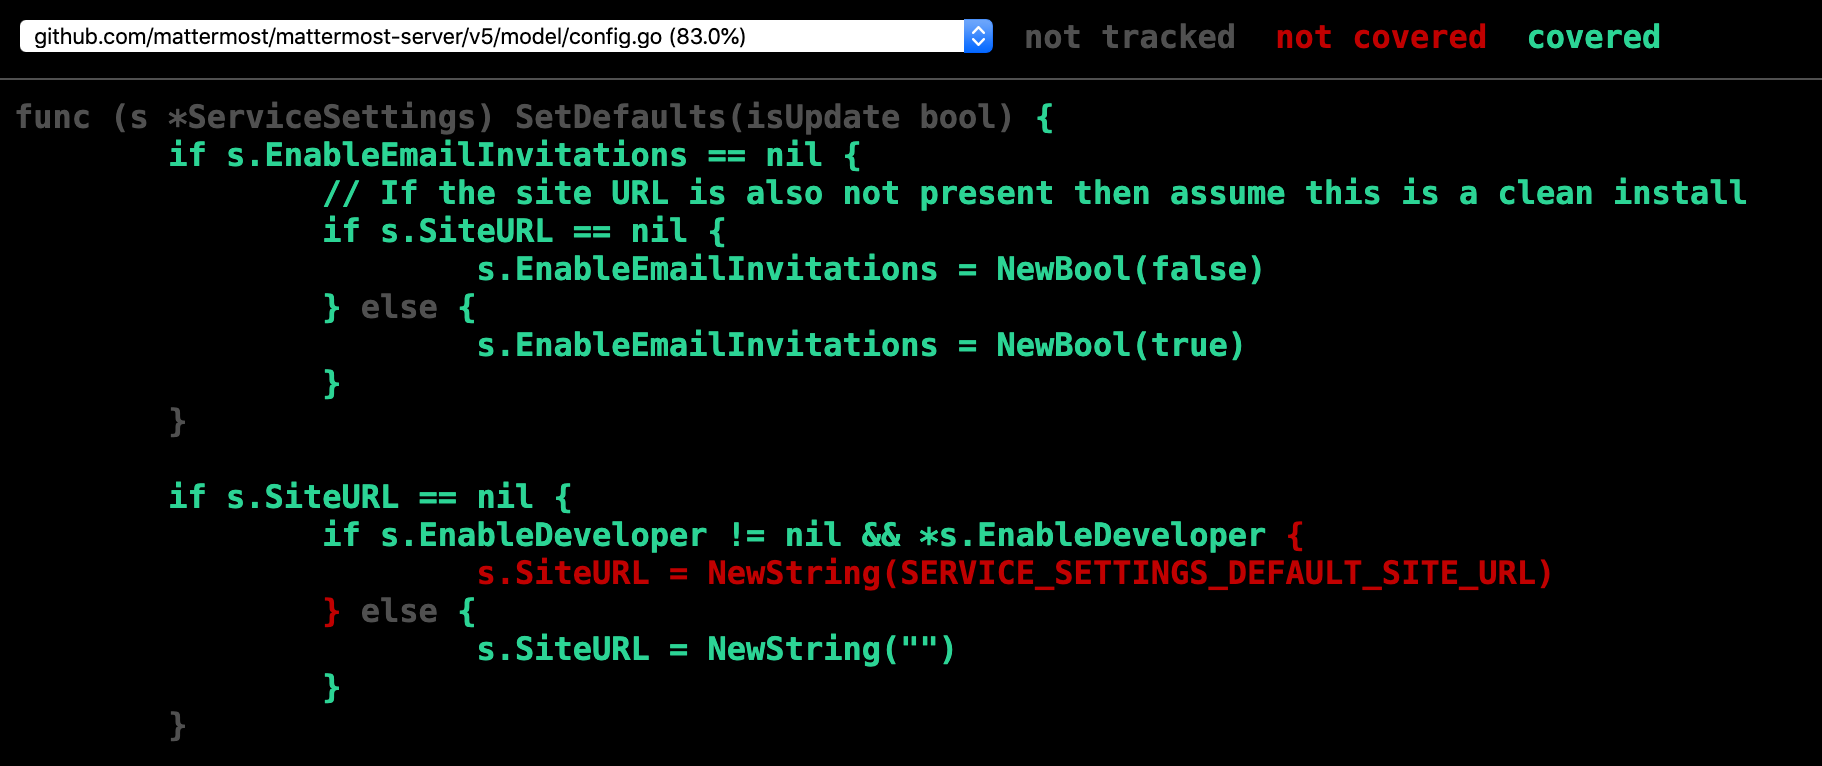 github.com/mattermost/mattermost-server/v5/model/config.go (83.0%) not tracked not covered covered
func (s *ServiceSettings) SetDefaults(isUpdate bool) {
        if s.EnableEmailInvitations == nil {
                // If the site URL is also not present then assume this is a clean install
                if s.SiteURL == nil {
                        s.EnableEmailInvitations = NewBool(false)
                } else {
                        s.EnableEmailInvitations = NewBool(true)
                }
        }

        if s.SiteURL == nil {
                if s.EnableDeveloper != nil && *s.EnableDeveloper {
                        s.SiteURL = NewString(SERVICE_SETTINGS_DEFAULT_SITE_URL)
                } else {
                        s.SiteURL = NewString("")
                }
        }